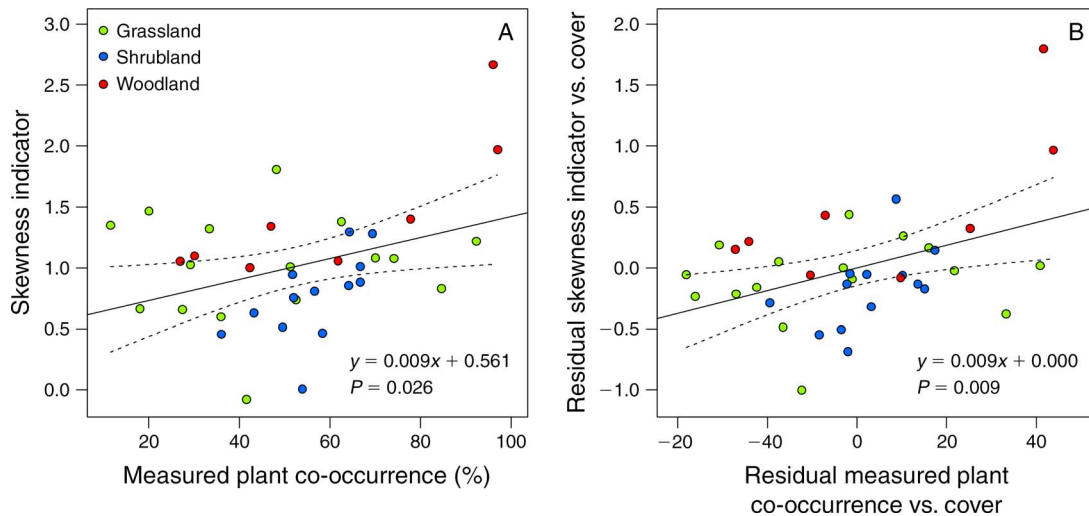 A
Grassland
Shrubland
Woodland
3.0
2.5
2.0
1.5
1.0
0.5
0.0
Skewness indicator
y = 0.009x + 0.561
P = 0.026
20
40
60
80
100
Measured plant co-occurrence (%)
B
2.0
1.5
1.0
0.5
0.0
−0.5
−1.0
Residual skewness indicator vs. cover
y = 0.009x + 0.000
P = 0.009
−20
−40
0
20
40
Residual measured plant
co-occurrence vs. cover